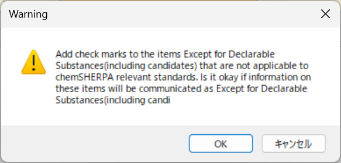 Warning
Add check marks to the items Except for Declarable
Substances(including candidates) that are not applicable to
chemSHERPA relevant standards. Is it okay if information on
these items will be communicated as Except for Declarable
Substances(including candi
OK
キャンセル